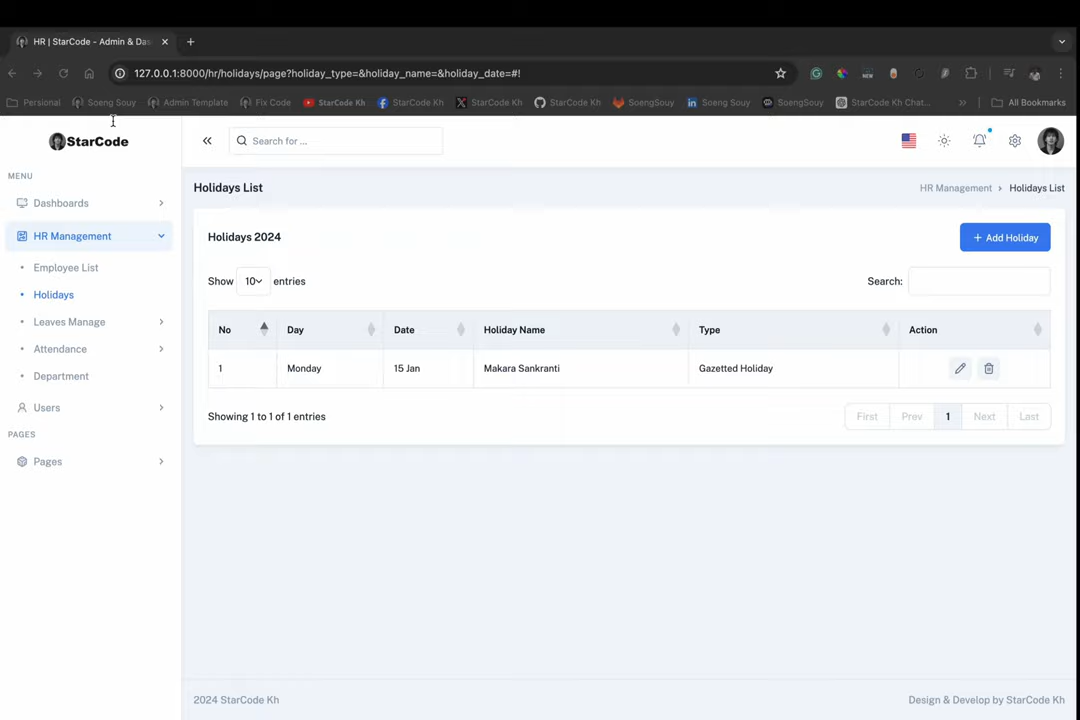 HR | StarCode - Admin & Das
127.0.0.1:8000/hr/holidays/page?holiday_type=&holiday_name=&holiday_date=#!
Personal Soeng Souy Admin Template Fix Code StarCode Kh StarCode Kh StarCode Kh StarCode Kh SoengSouy Soeng Souy SoengSouy StarCode Kh Chat... » All Bookmarks
StarCode Search for ...
MENU
Dashboards
HR Management
Employee List
Holidays
Leaves Manage
Attendance
Department
Users
PAGES
Pages
Holidays List HR Management › Holidays List
Holidays 2024 + Add Holiday
Show 10 entries Search:
No Day Date Holiday Name Type Action
1 Monday 15 Jan Makara Sankranti Gazetted Holiday
Showing 1 to 1 of 1 entries First Prev 1 Next Last
2024 StarCode Kh Design & Develop by StarCode Kh